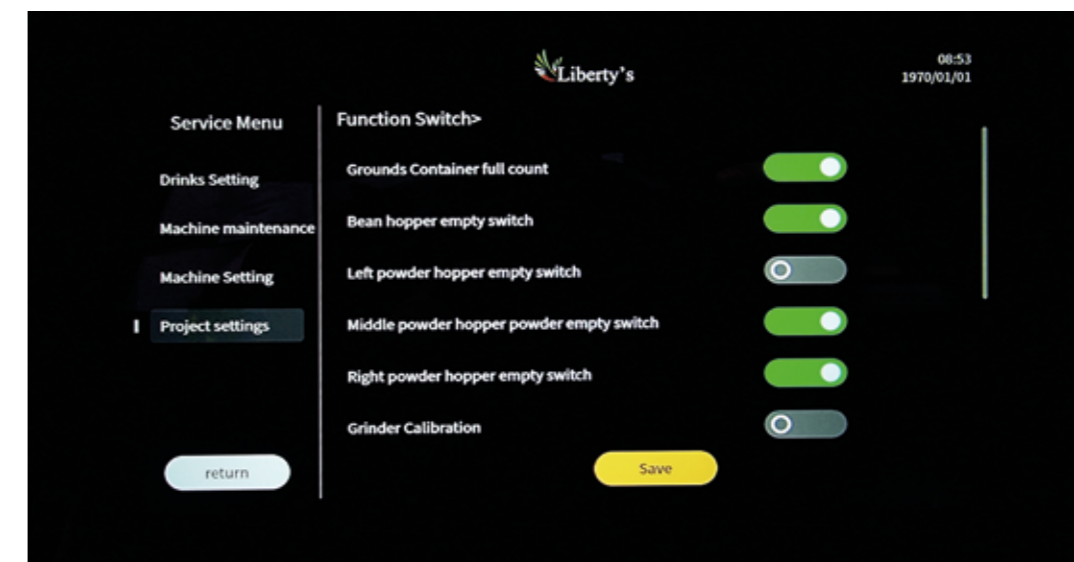 Liberty's
08:53
1970/01/01
Service Menu
Drinks Setting
Machine maintenance
Machine Setting
Project settings
return
Function Switch>
Grounds Container full count
Bean hopper empty switch
Left powder hopper empty switch
Middle powder hopper powder empty switch
Right powder hopper empty switch
Grinder Calibration
Save